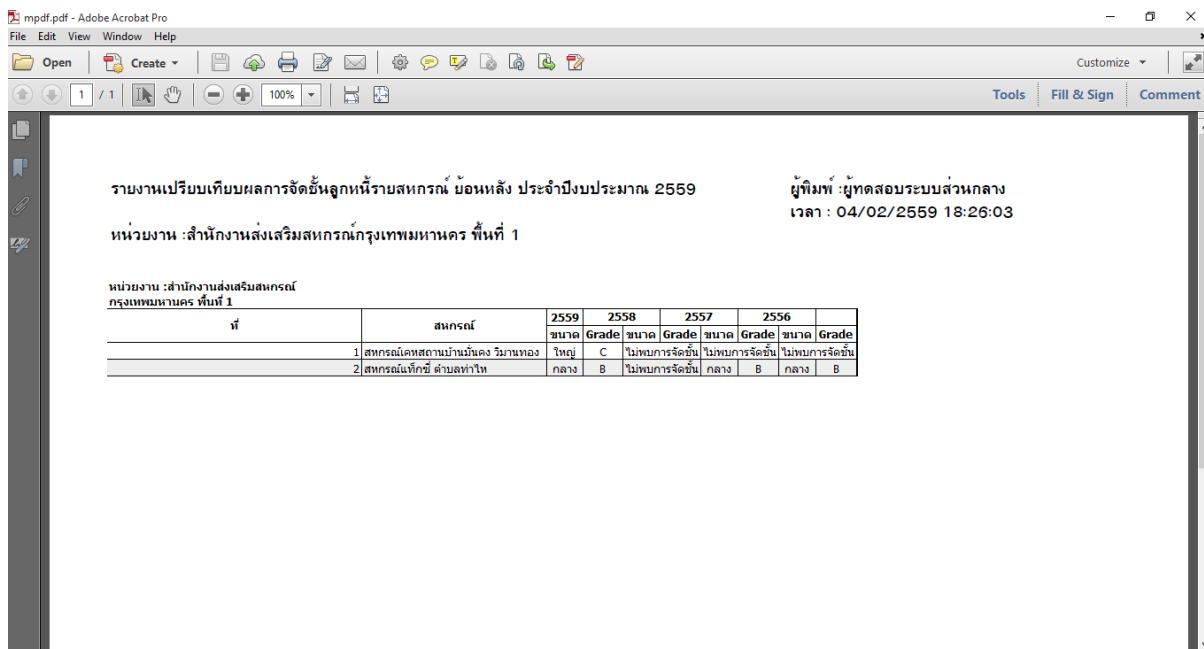 mpdf.pdf - Adobe Acrobat Pro
File Edit View Window Help
Open Create Customize
1 / 1 100% Tools Fill & Sign Comment
รายงานเปรียบเทียบผลการจัดชั้นลูกหนี้รายสหกรณ์ ย้อนหลัง ประจำปีงบประมาณ 2559 ผู้พิมพ์ :ผู้ทดสอบระบบส่วนกลาง
เวลา : 04/02/2559 18:26:03
หน่วยงาน :สำนักงานส่งเสริมสหกรณ์กรุงเทพมหานคร พื้นที่ 1
หน่วยงาน :สำนักงานส่งเสริมสหกรณ์
กรุงเทพมหานคร พื้นที่ 1
ที่ สหกรณ์ 2559 2558 2557 2556
ขนาด Grade ขนาด Grade ขนาด Grade ขนาด Grade
1 สหกรณ์เคหสถานบ้านมั่นคง วิมานทอง ใหญ่ C ไม่พบการจัดชั้น ไม่พบการจัดชั้น ไม่พบการจัดชั้น
2 สหกรณ์แท็กซี่ ตำบลท่าไห กลาง B ไม่พบการจัดชั้น กลาง B กลาง B